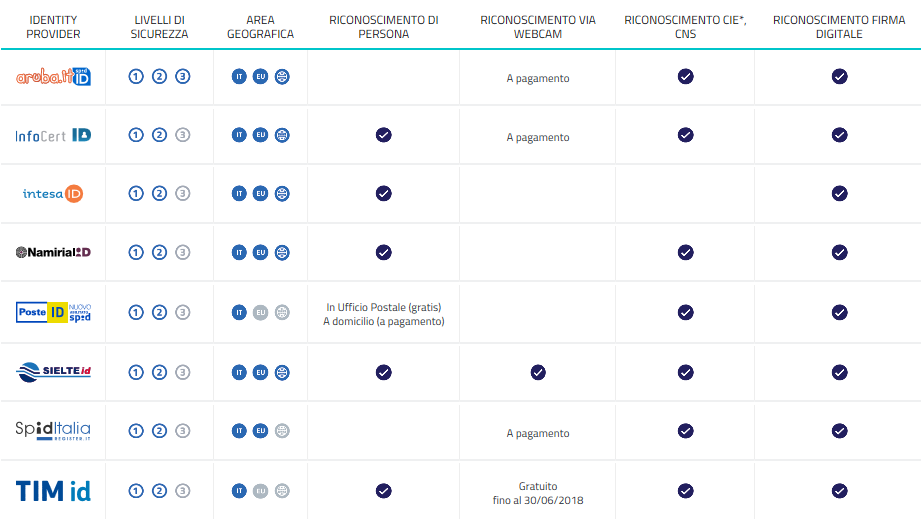 IDENTITY PROVIDER
LIVELLI DI SICUREZZA
AREA GEOGRAFICA
RICONOSCIMENTO DI PERSONA
RICONOSCIMENTO VIA WEBCAM
RICONOSCIMENTO CIE*, CNS
RICONOSCIMENTO FIRMA DIGITALE
aruba.it spid ID
1 2 3
IT EU
A pagamento
InfoCert ID
1 2 3
IT EU
A pagamento
intesa ID
1 2 3
IT EU
Namirial ID
1 2 3
IT EU
Poste ID NUOVO
spid
1 2 3
IT EU
In Ufficio Postale (gratis)
A domicilio (a pagamento)
SIELTE id
1 2 3
IT EU
SpidItalia
REGISTER.IT
1 2 3
IT EU
A pagamento
TIM id
1 2 3
IT EU
Gratuito
fino al 30/06/2018